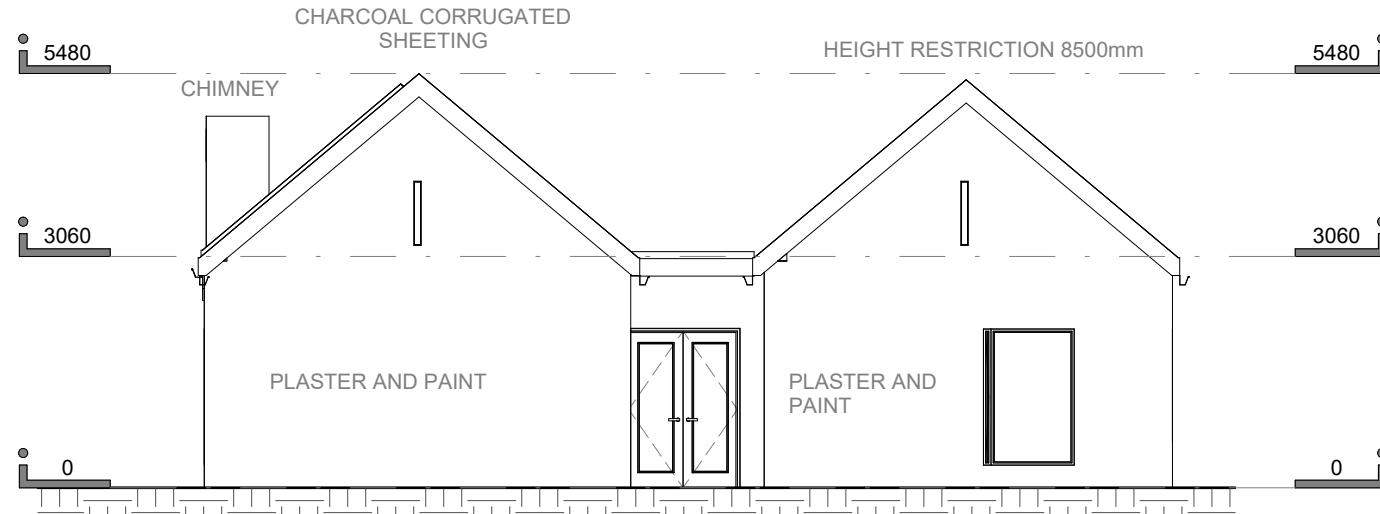 CHARCOAL CORRUGATED
SHEETING
5480
HEIGHT RESTRICTION 8500mm
5480
CHIMNEY
3060
3060
PLASTER AND PAINT
PLASTER AND
PAINT
0
0